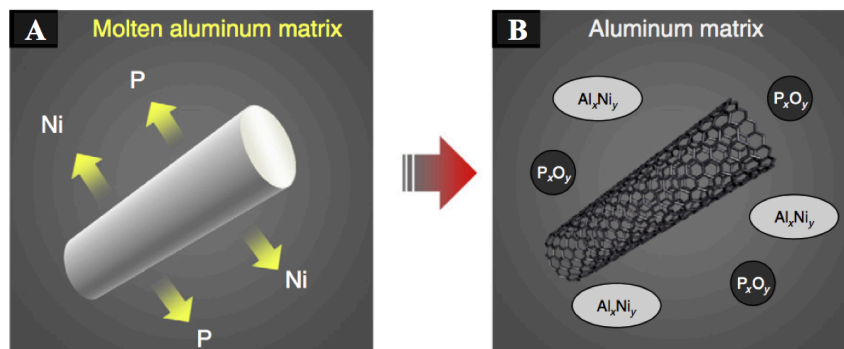 A Molten aluminum matrix
P
Ni
Ni
P
B Aluminum matrix
AlxNiy
PxOy
PxOy
AlxNiy
PxOy
AlxNiy